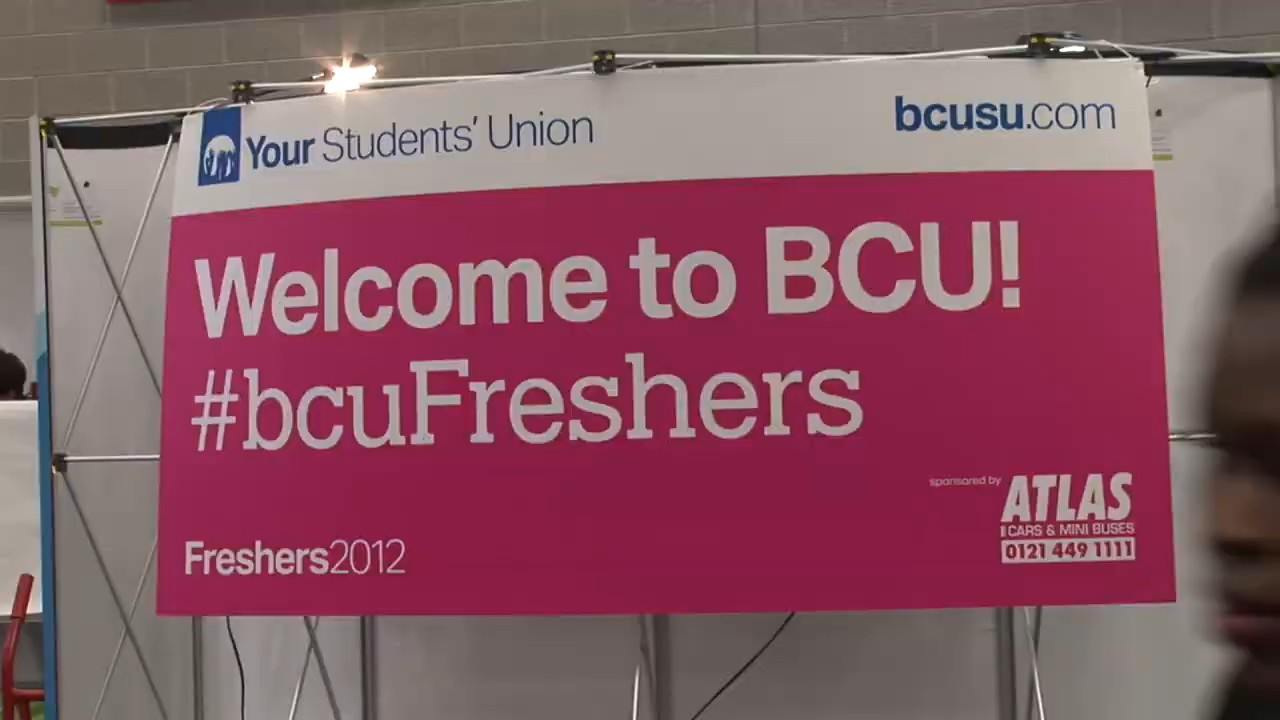 Your Students' Union
bcusu.com
Welcome to BCU!
#bcuFreshers
sponsored by
ATLAS
CARS & MINI BUSES
0121 449 1111
Freshers2012